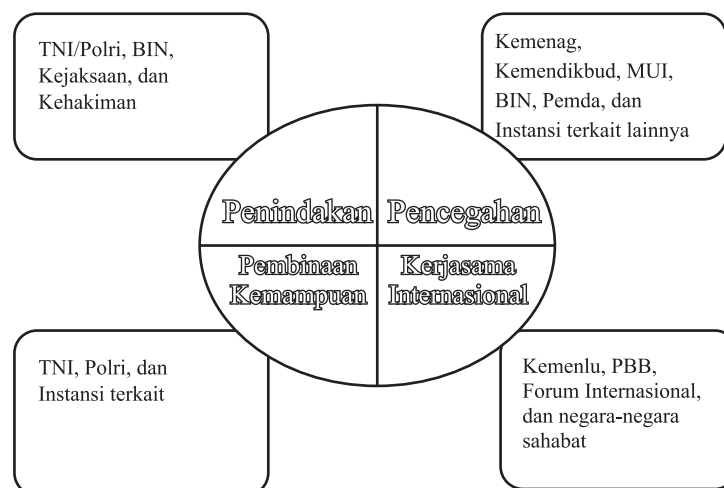 TNI/Polri, BIN,
Kejaksaan, dan
Kehakiman
Kemenag,
Kemendikbud, MUI,
BIN, Pemda, dan
Instansi terkait lainnya
Penindakan
Pencegahan
Pembinaan
Kemampuan
Kerjasama
Internasional
TNI, Polri, dan
Instansi terkait
Kemenlu, PBB,
Forum Internasional,
dan negara-negara
sahabat